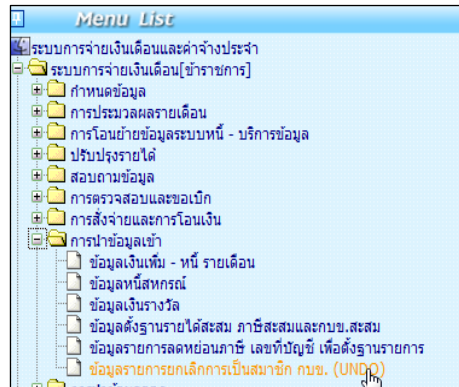 Menu List
ระบบการจ่ายเงินเดือนและค่าจ้างประจำ
ระบบการจ่ายเงินเดือน[ข้าราชการ]
กำหนดข้อมูล
การประมวลผลรายเดือน
การโอนย้ายข้อมูลระบบหนี้ - บริการข้อมูล
ปรับปรุงรายได้
สอบถามข้อมูล
การตรวจสอบและขอเบิก
การสั่งจ่ายและการโอนเงิน
การนำข้อมูลเข้า
ข้อมูลเงินเพิ่ม - หนี้ รายเดือน
ข้อมูลหนี้สหกรณ์
ข้อมูลเงินรางวัล
ข้อมูลตั้งฐานรายได้สะสม ภาษีสะสมและกบข.สะสม
ข้อมูลรายการลดหย่อนภาษี เลขที่บัญชี เพื่อตั้งฐานรายการ
ข้อมูลรายการยกเลิกการเป็นสมาชิก กบข. (UNDO)